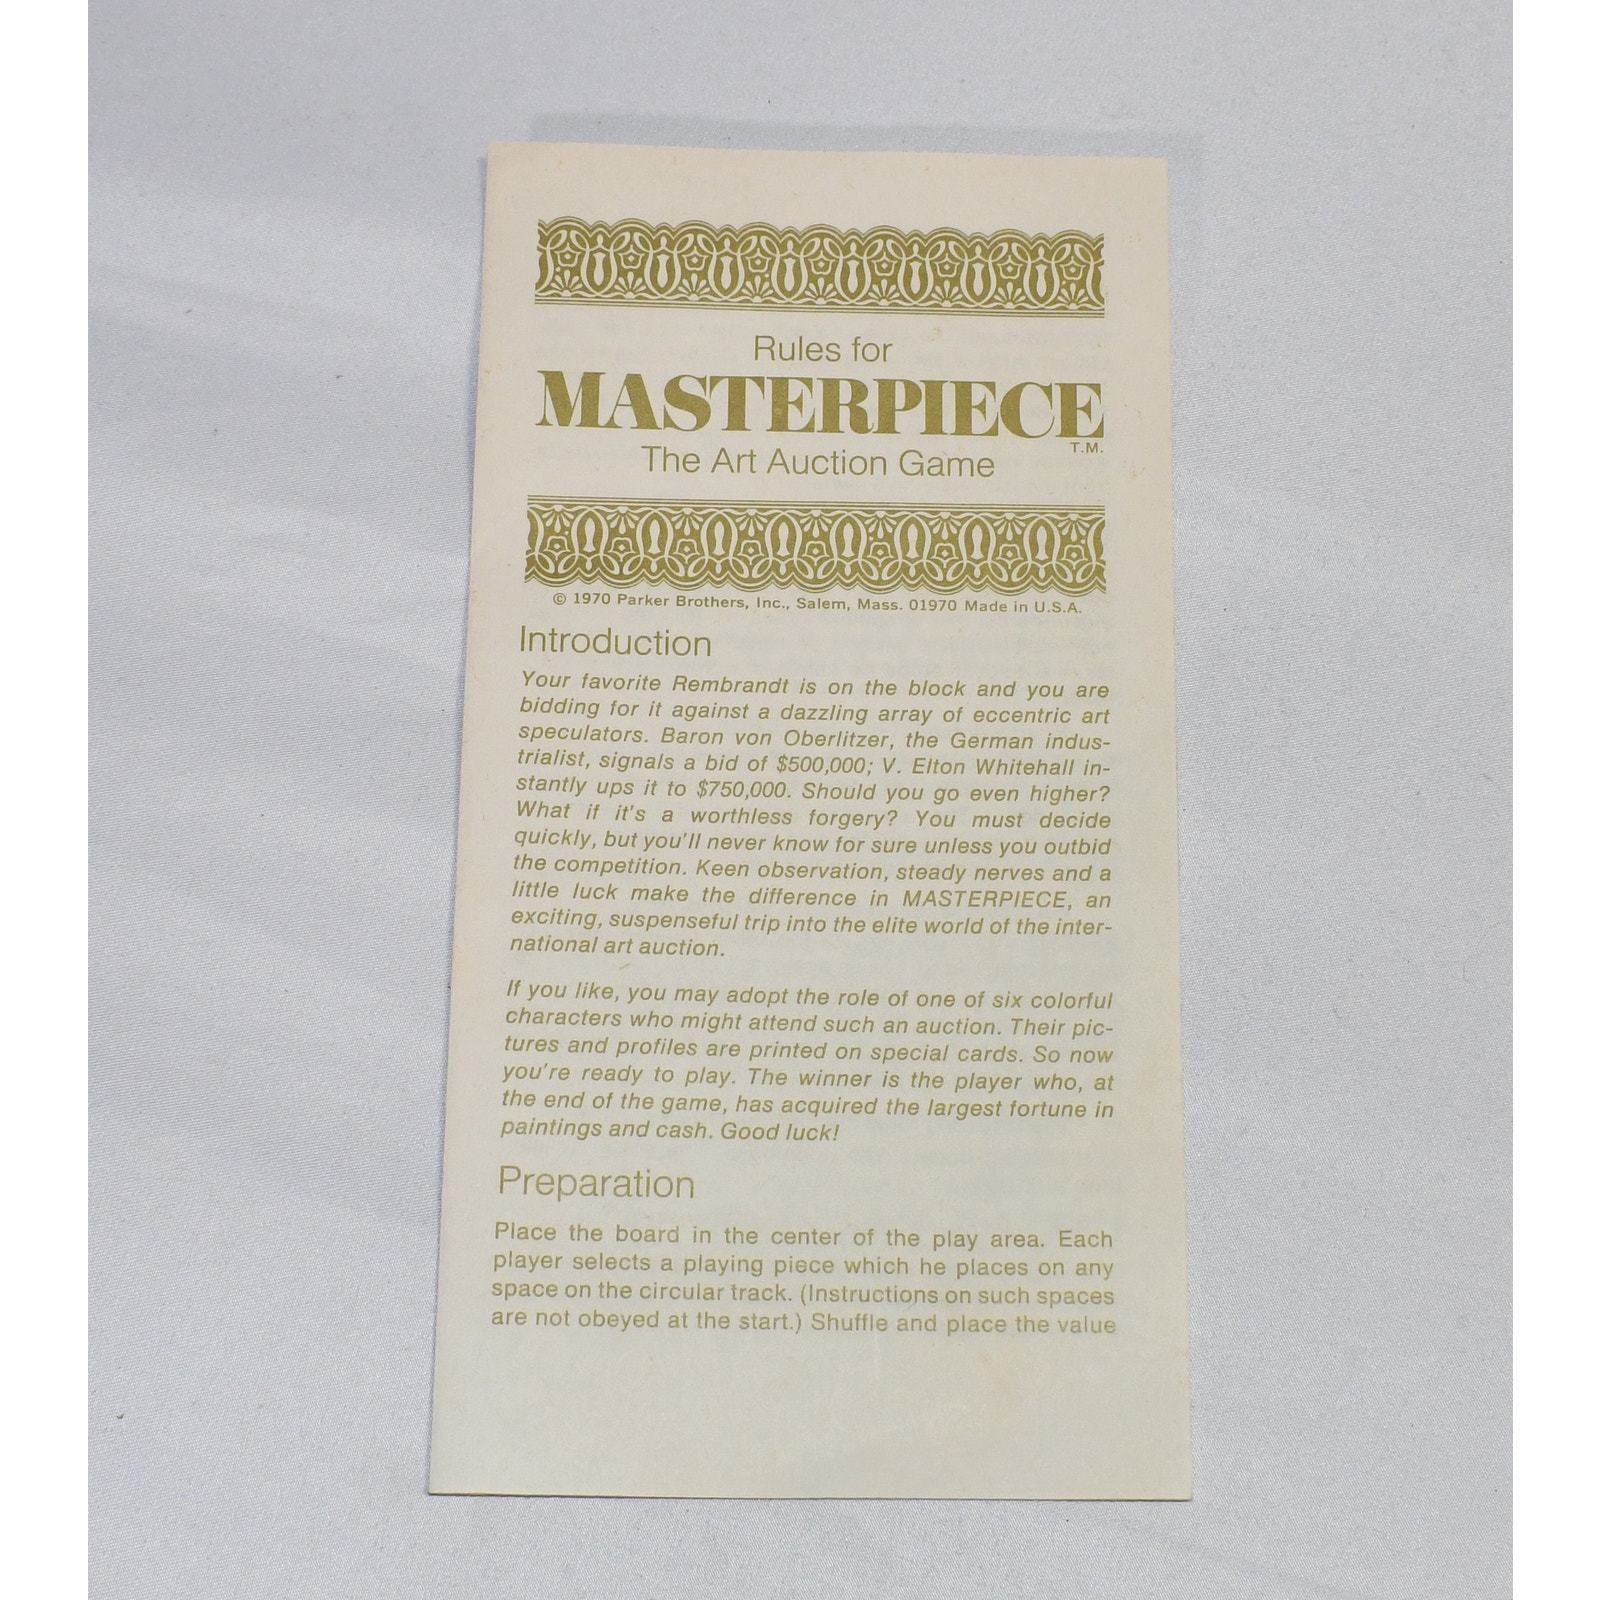 Rules for
MASTERPIECE
T.M.
The Art Auction Game
© 1970 Parker Brothers, Inc., Salem, Mass. 01970 Made in U.S.A.
Introduction
Your favorite Rembrandt is on the block and you are
bidding for it against a dazzling array of eccentric art
speculators. Baron von Oberlitzer, the German indus-
trialist, signals a bid of $500,000; V. Elton Whitehall in-
stantly ups it to $750,000. Should you go even higher?
What if it's a worthless forgery? You must decide
quickly, but you'll never know for sure unless you outbid
the competition. Keen observation, steady nerves and a
little luck make the difference in MASTERPIECE, an
exciting, suspenseful trip into the elite world of the inter-
national art auction.
If you like, you may adopt the role of one of six colorful
characters who might attend such an auction. Their pic-
tures and profiles are printed on special cards. So now
you're ready to play. The winner is the player who, at
the end of the game, has acquired the largest fortune in
paintings and cash. Good luck!
Preparation
Place the board in the center of the play area. Each
player selects a playing piece which he places on any
space on the circular track. (Instructions on such spaces
are not obeyed at the start.) Shuffle and place the value